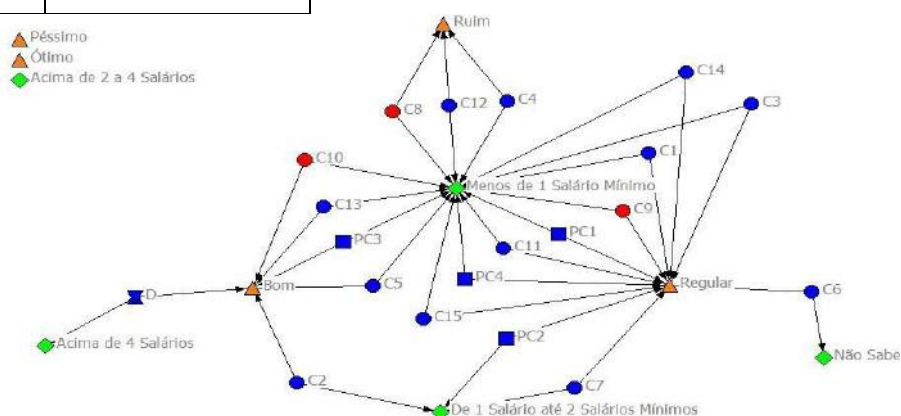 Ruim
Péssimo
Ótimo
Acima de 2 a 4 Salários
C14
C8
C12
C4
C3
C10
C1
Menos de 1 Salário Mínimo
C13
C9
PC3
PC1
C11
PC4
Bom
C5
Regular
D
C6
C15
PC2
Acima de 4 Salários
Não Sabe
C2
C7
De 1 Salário até 2 Salários Mínimos